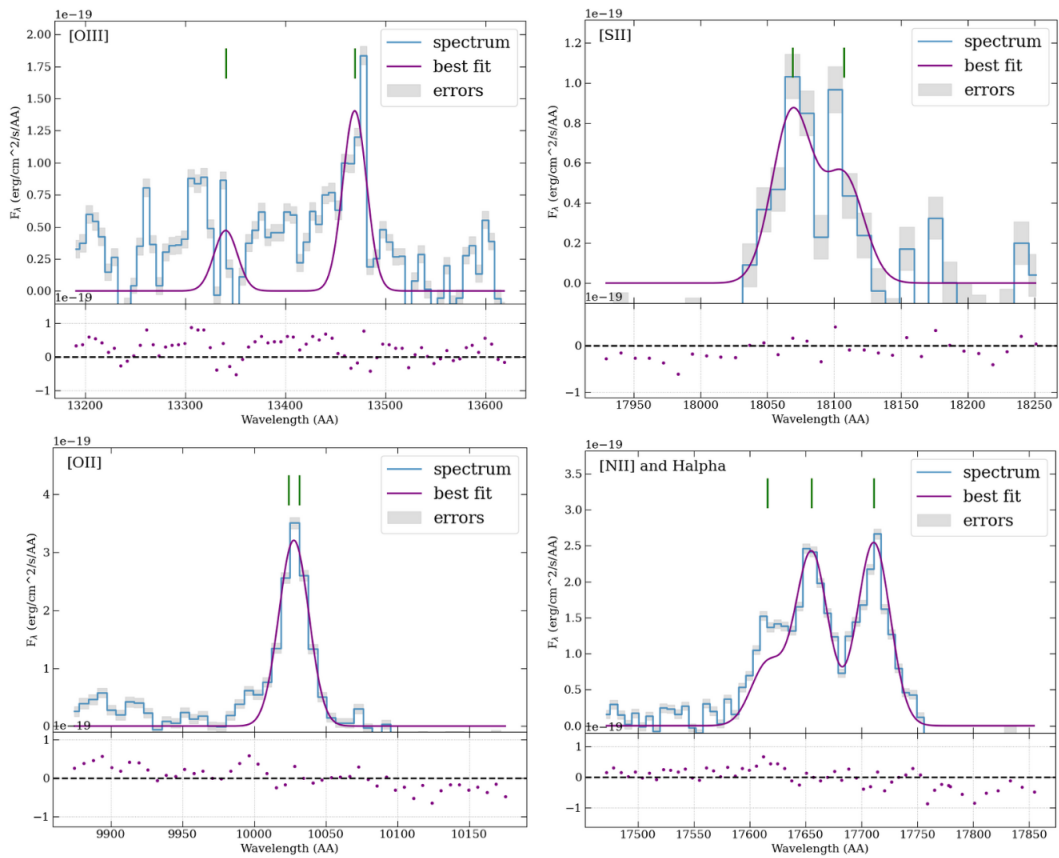 1e−19
[OIII]
spectrum
best fit
errors
2.00
1.75
1.50
1.25
1.00
0.75
0.50
0.25
0.00
F_λ (erg/cm^2/s/AA)
1e−19
1
0
−1
13200 13300 13400 13500 13600
Wavelength (AA)
1e−19
[SII]
spectrum
best fit
errors
1.2
1.0
0.8
0.6
0.4
0.2
0.0
F_λ (erg/cm^2/s/AA)
1e−19
0
−1
17950 18000 18050 18100 18150 18200 18250
Wavelength (AA)
1e−19
[OII]
spectrum
best fit
errors
4
3
2
1
0
F_λ (erg/cm^2/s/AA)
1e−19
1
0
−1
9900 9950 10000 10050 10100 10150
Wavelength (AA)
1e−19
[NII] and Halpha
spectrum
best fit
errors
3.5
3.0
2.5
2.0
1.5
1.0
0.5
0.0
F_λ (erg/cm^2/s/AA)
1e−19
1
0
−1
17500 17550 17600 17650 17700 17750 17800 17850
Wavelength (AA)